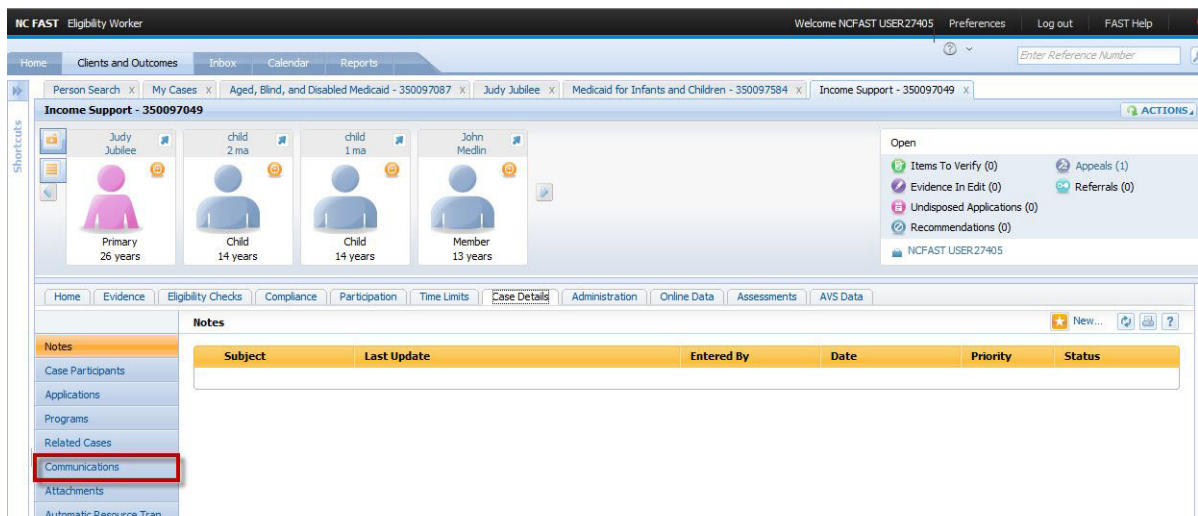 NC FAST Eligibility Worker Welcome NCFAST USER27405 Preferences Log out FAST Help
Home Clients and Outcomes Inbox Calendar Reports Enter Reference Number
Person Search x My Cases x Aged, Blind, and Disabled Medicaid - 350097087 x Judy Jubilee x Medicaid for Infants and Children - 350097584 x Income Support - 350097049 x
Shortcuts
Income Support - 350097049 ACTIONS
Judy Jubilee
Primary
26 years
child
2 ma
Child
14 years
child
1 ma
Child
14 years
John
Medlin
Member
13 years
Open
Items To Verify (0) Appeals (1)
Evidence In Edit (0) Referrals (0)
Undisposed Applications (0)
Recommendations (0)
NCFAST USER27405
Home Evidence Eligibility Checks Compliance Participation Time Limits Case Details Administration Online Data Assessments AVS Data
Notes New... ?
Notes
Case Participants
Applications
Programs
Related Cases
Communications
Attachments
Automatic Resource Tran
Subject Last Update Entered By Date Priority Status